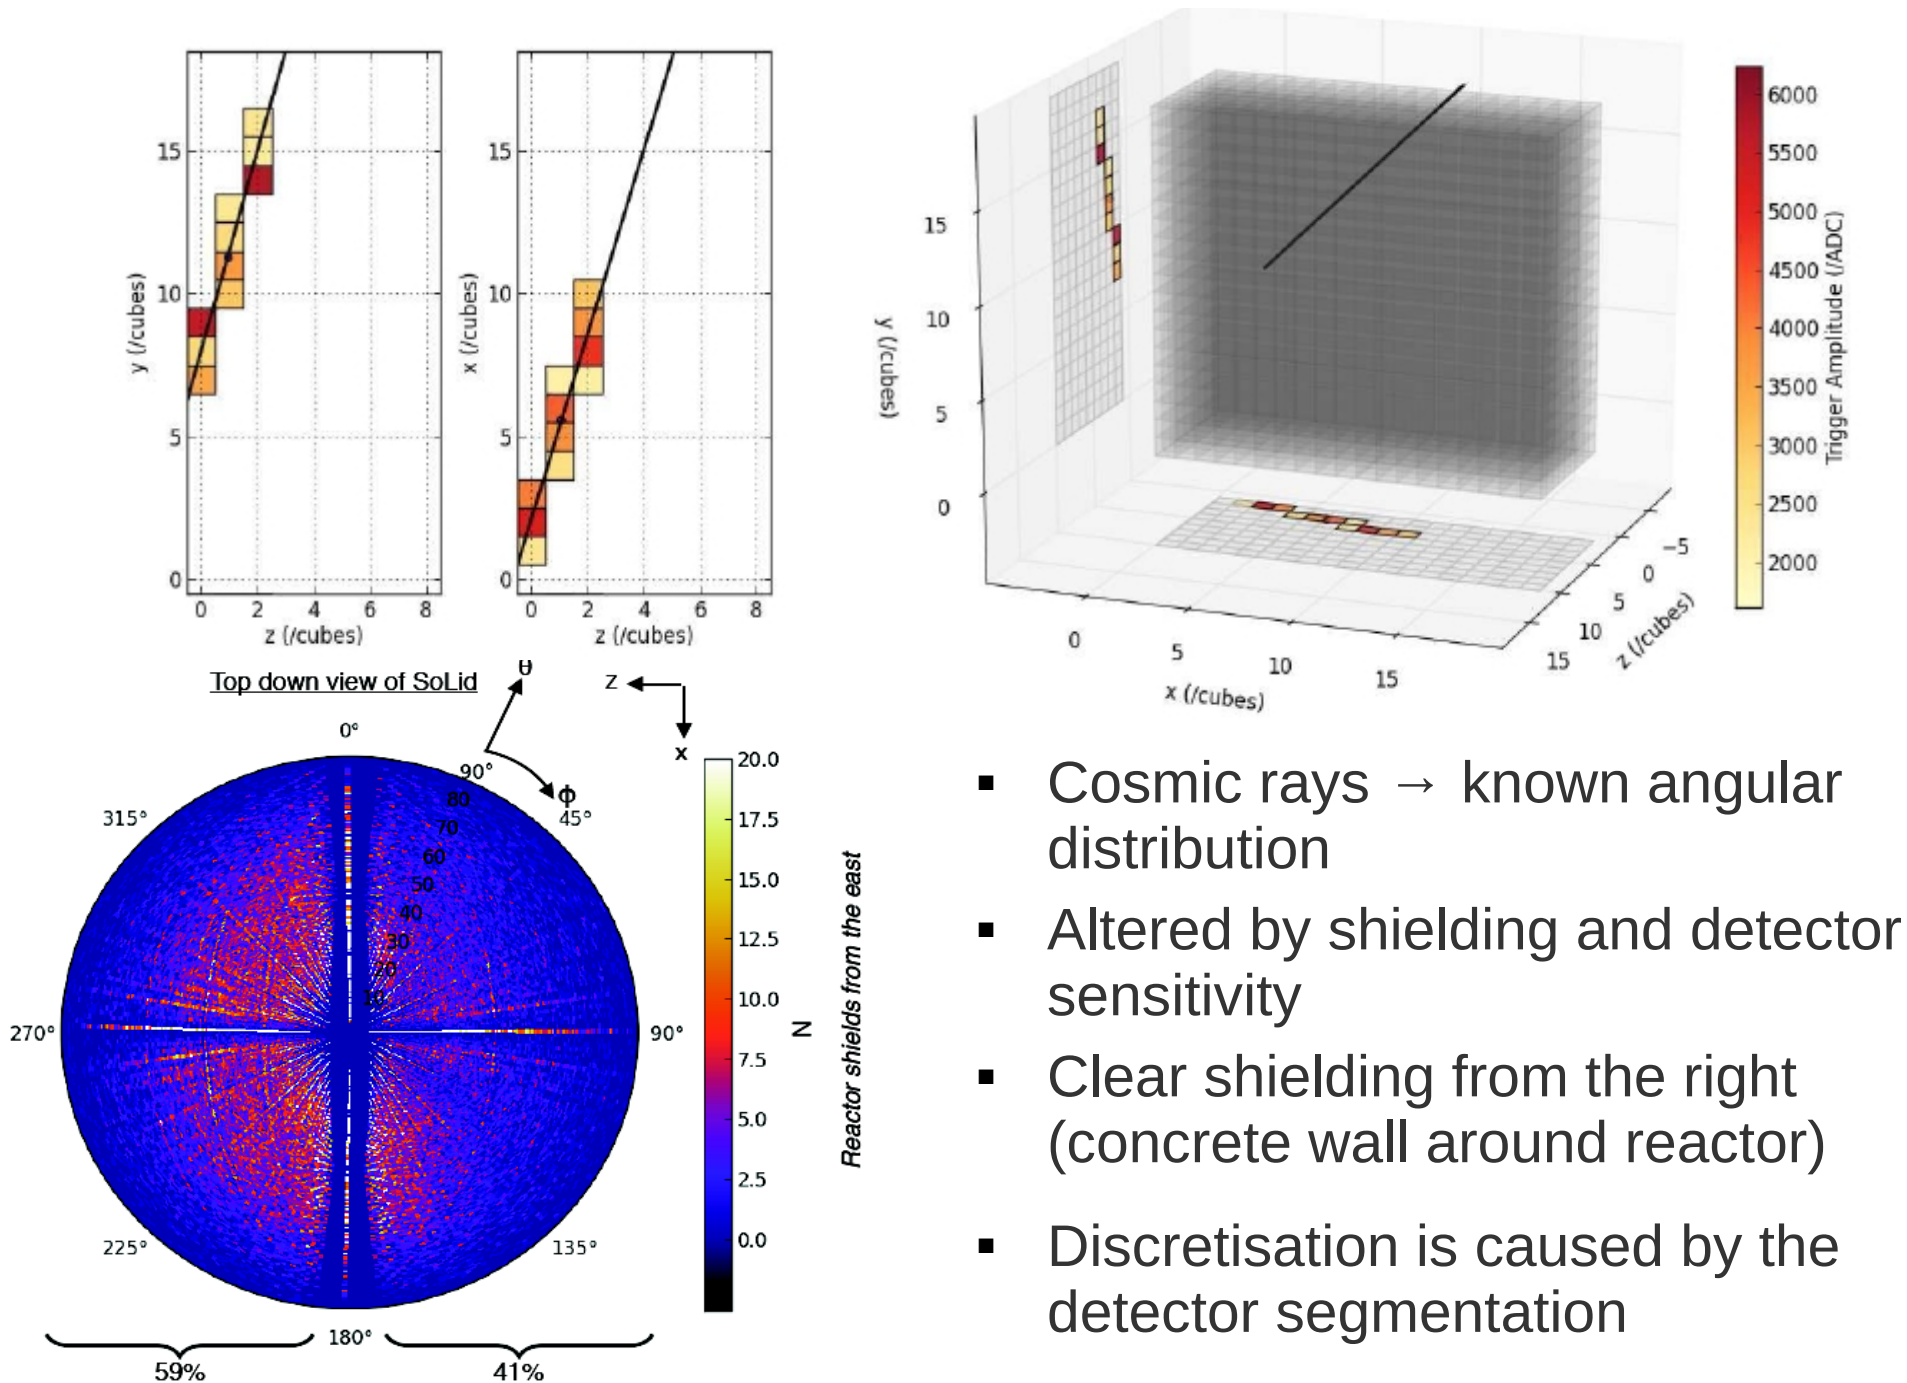 15
10
5
0
y (/cubes)
0 2 4 6 8
z (/cubes)
15
10
5
0
x (/cubes)
0 2 4 6 8
z (/cubes)
15
10
5
0
y (/cubes)
0
5
10
15
x (/cubes)
−5
0
5
10
15
z (/cubes)
6000
5500
5000
4500
4000
3500
3000
2500
2000
Trigger Amplitude (/ADC)
Top down view of SoLid
θ
z
x
ϕ
0°
45°
90°
135°
180°
225°
270°
315°
90°
80
70
60
50
40
30
20
10
20.0
17.5
15.0
12.5
10.0
7.5
5.0
2.5
0.0
N
Reactor shields from the east
59%
41%
▪ Cosmic rays → known angular
distribution
▪ Altered by shielding and detector
sensitivity
▪ Clear shielding from the right
(concrete wall around reactor)
▪ Discretisation is caused by the
detector segmentation